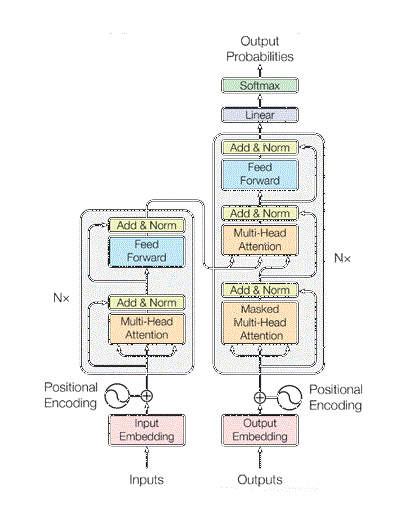 Output
Probabilities
Softmax
Linear
Add & Norm
Feed
Forward
Add & Norm
Multi-Head
Attention
Nx
Add & Norm
Masked
Multi-Head
Attention
Add & Norm
Feed
Forward
Nx
Add & Norm
Multi-Head
Attention
Positional
Encoding
Positional
Encoding
Input
Embedding
Output
Embedding
Inputs
Outputs